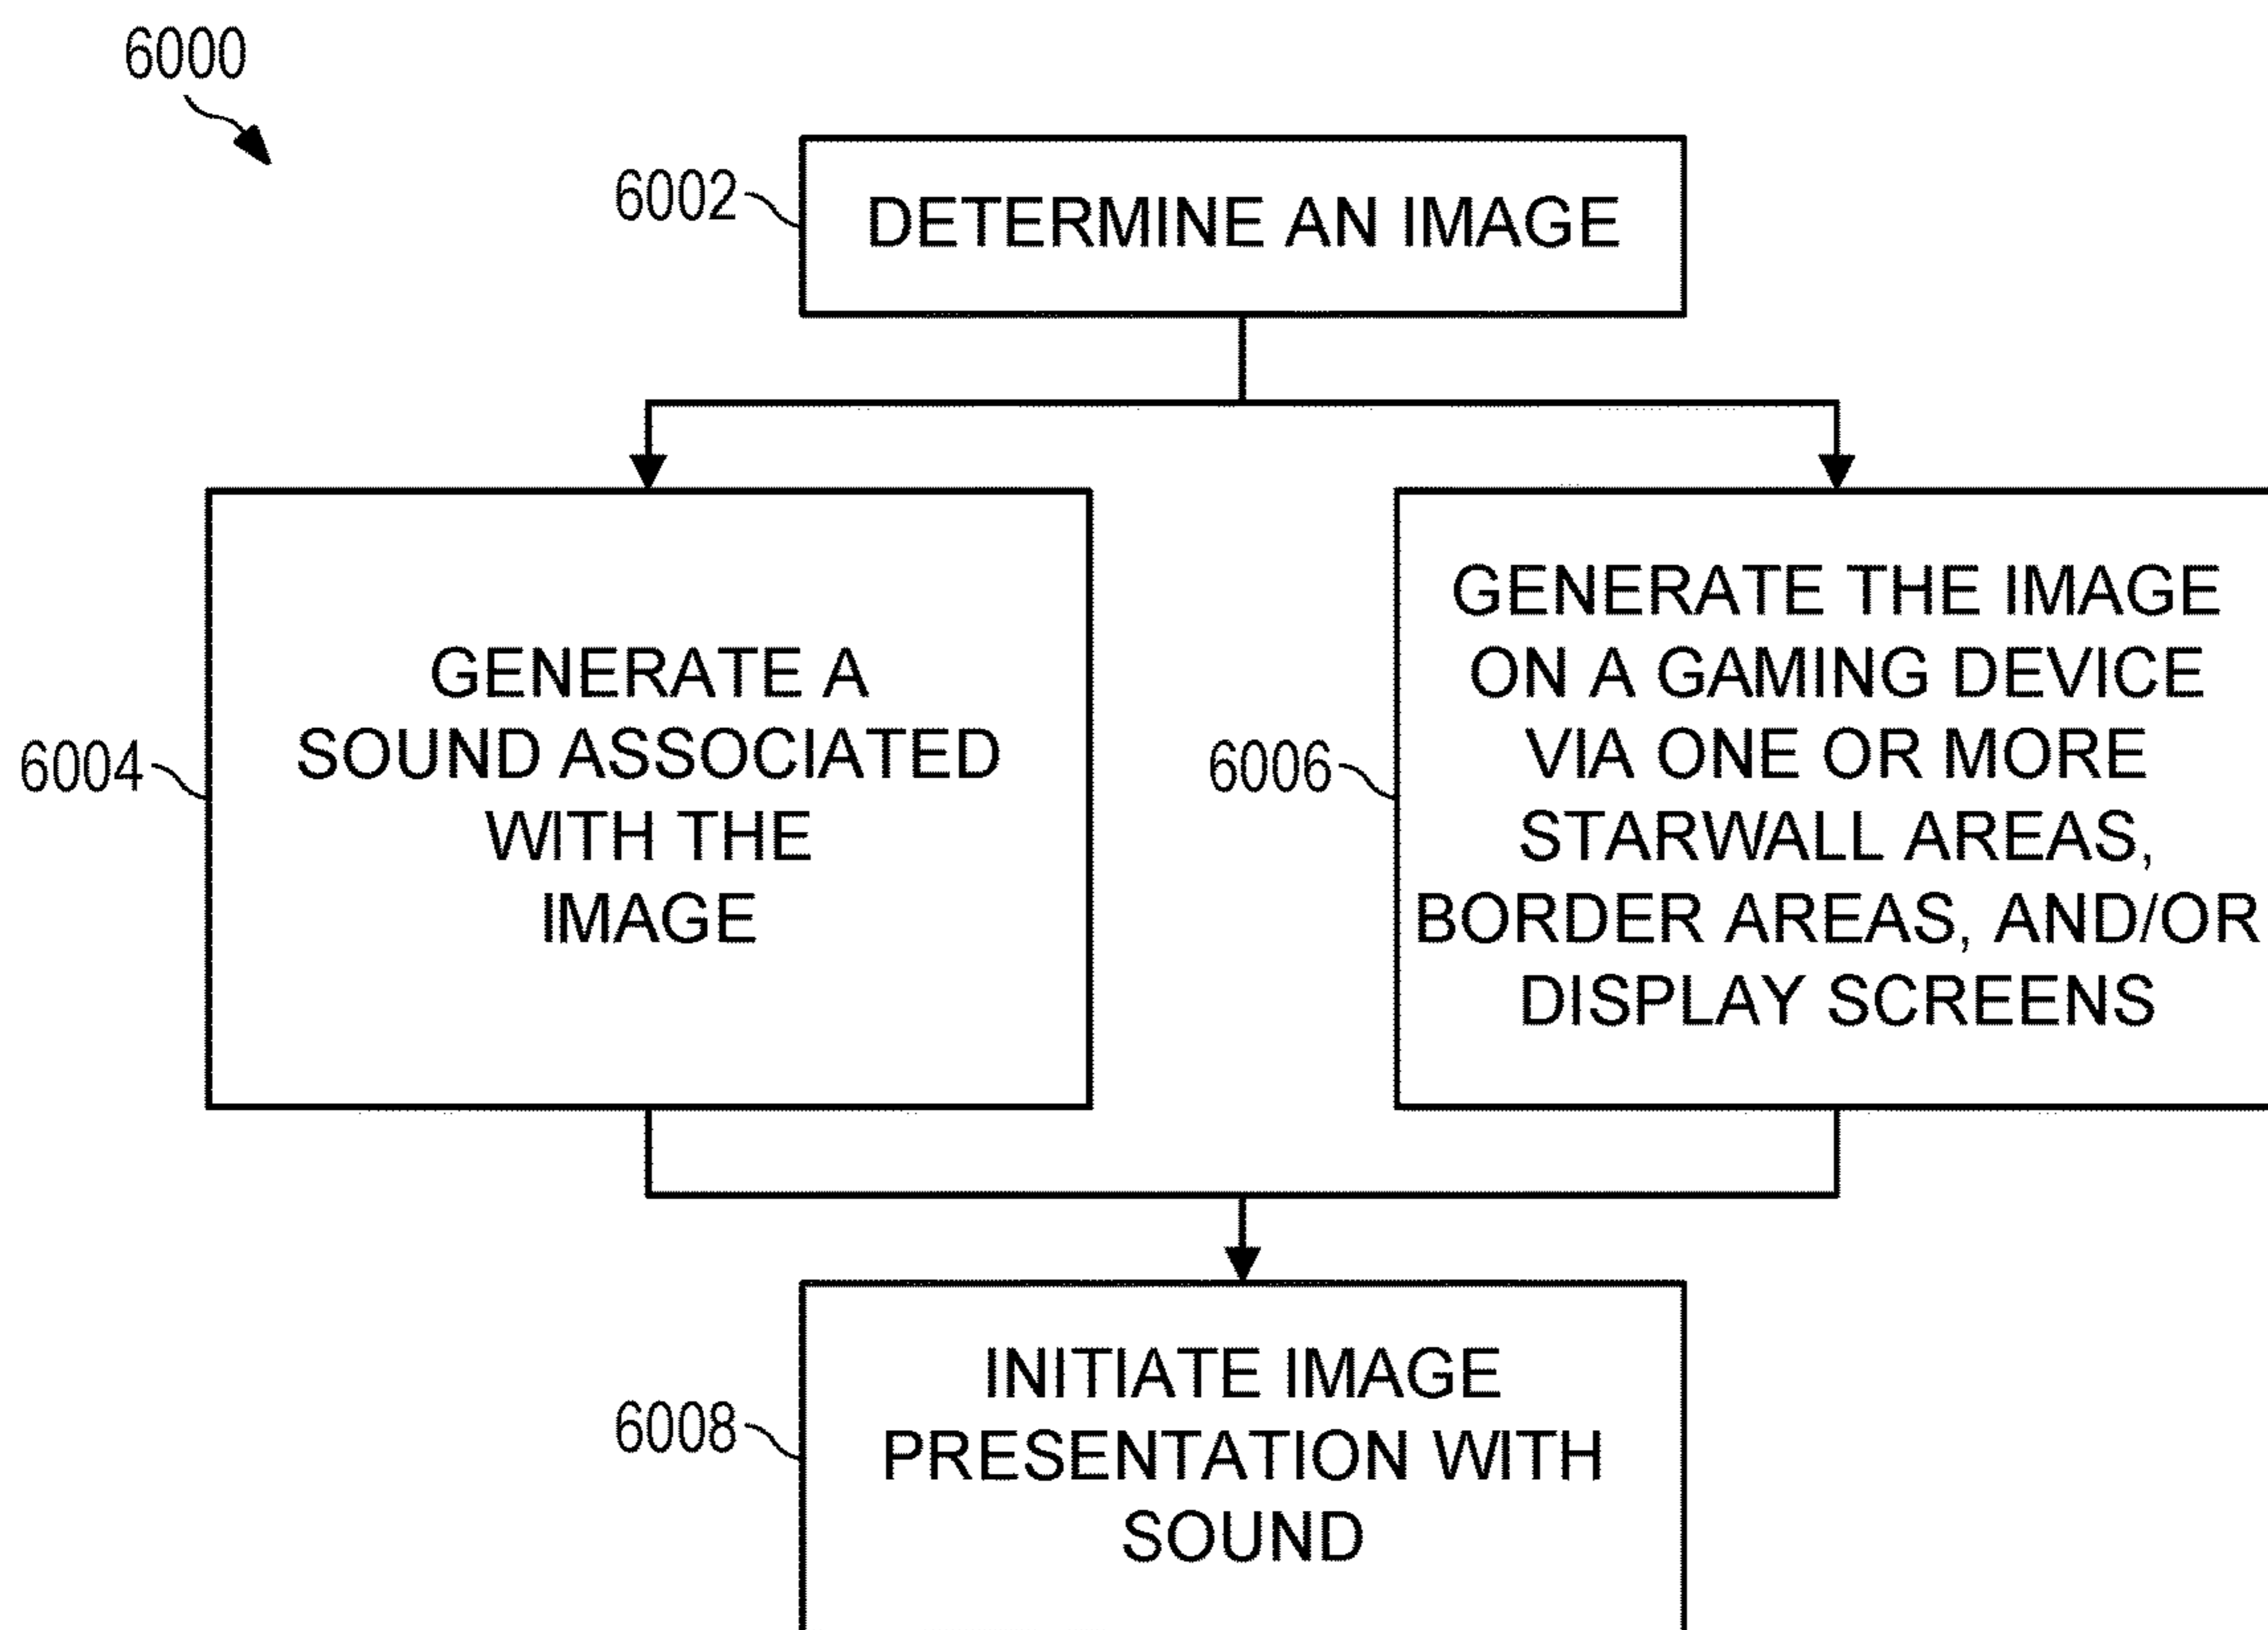 6000
6002
DETERMINE AN IMAGE
6004
GENERATE A
SOUND ASSOCIATED
WITH THE
IMAGE
6006
GENERATE THE IMAGE
ON A GAMING DEVICE
VIA ONE OR MORE
STARWALL AREAS,
BORDER AREAS, AND/OR
DISPLAY SCREENS
6008
INITIATE IMAGE
PRESENTATION WITH
SOUND